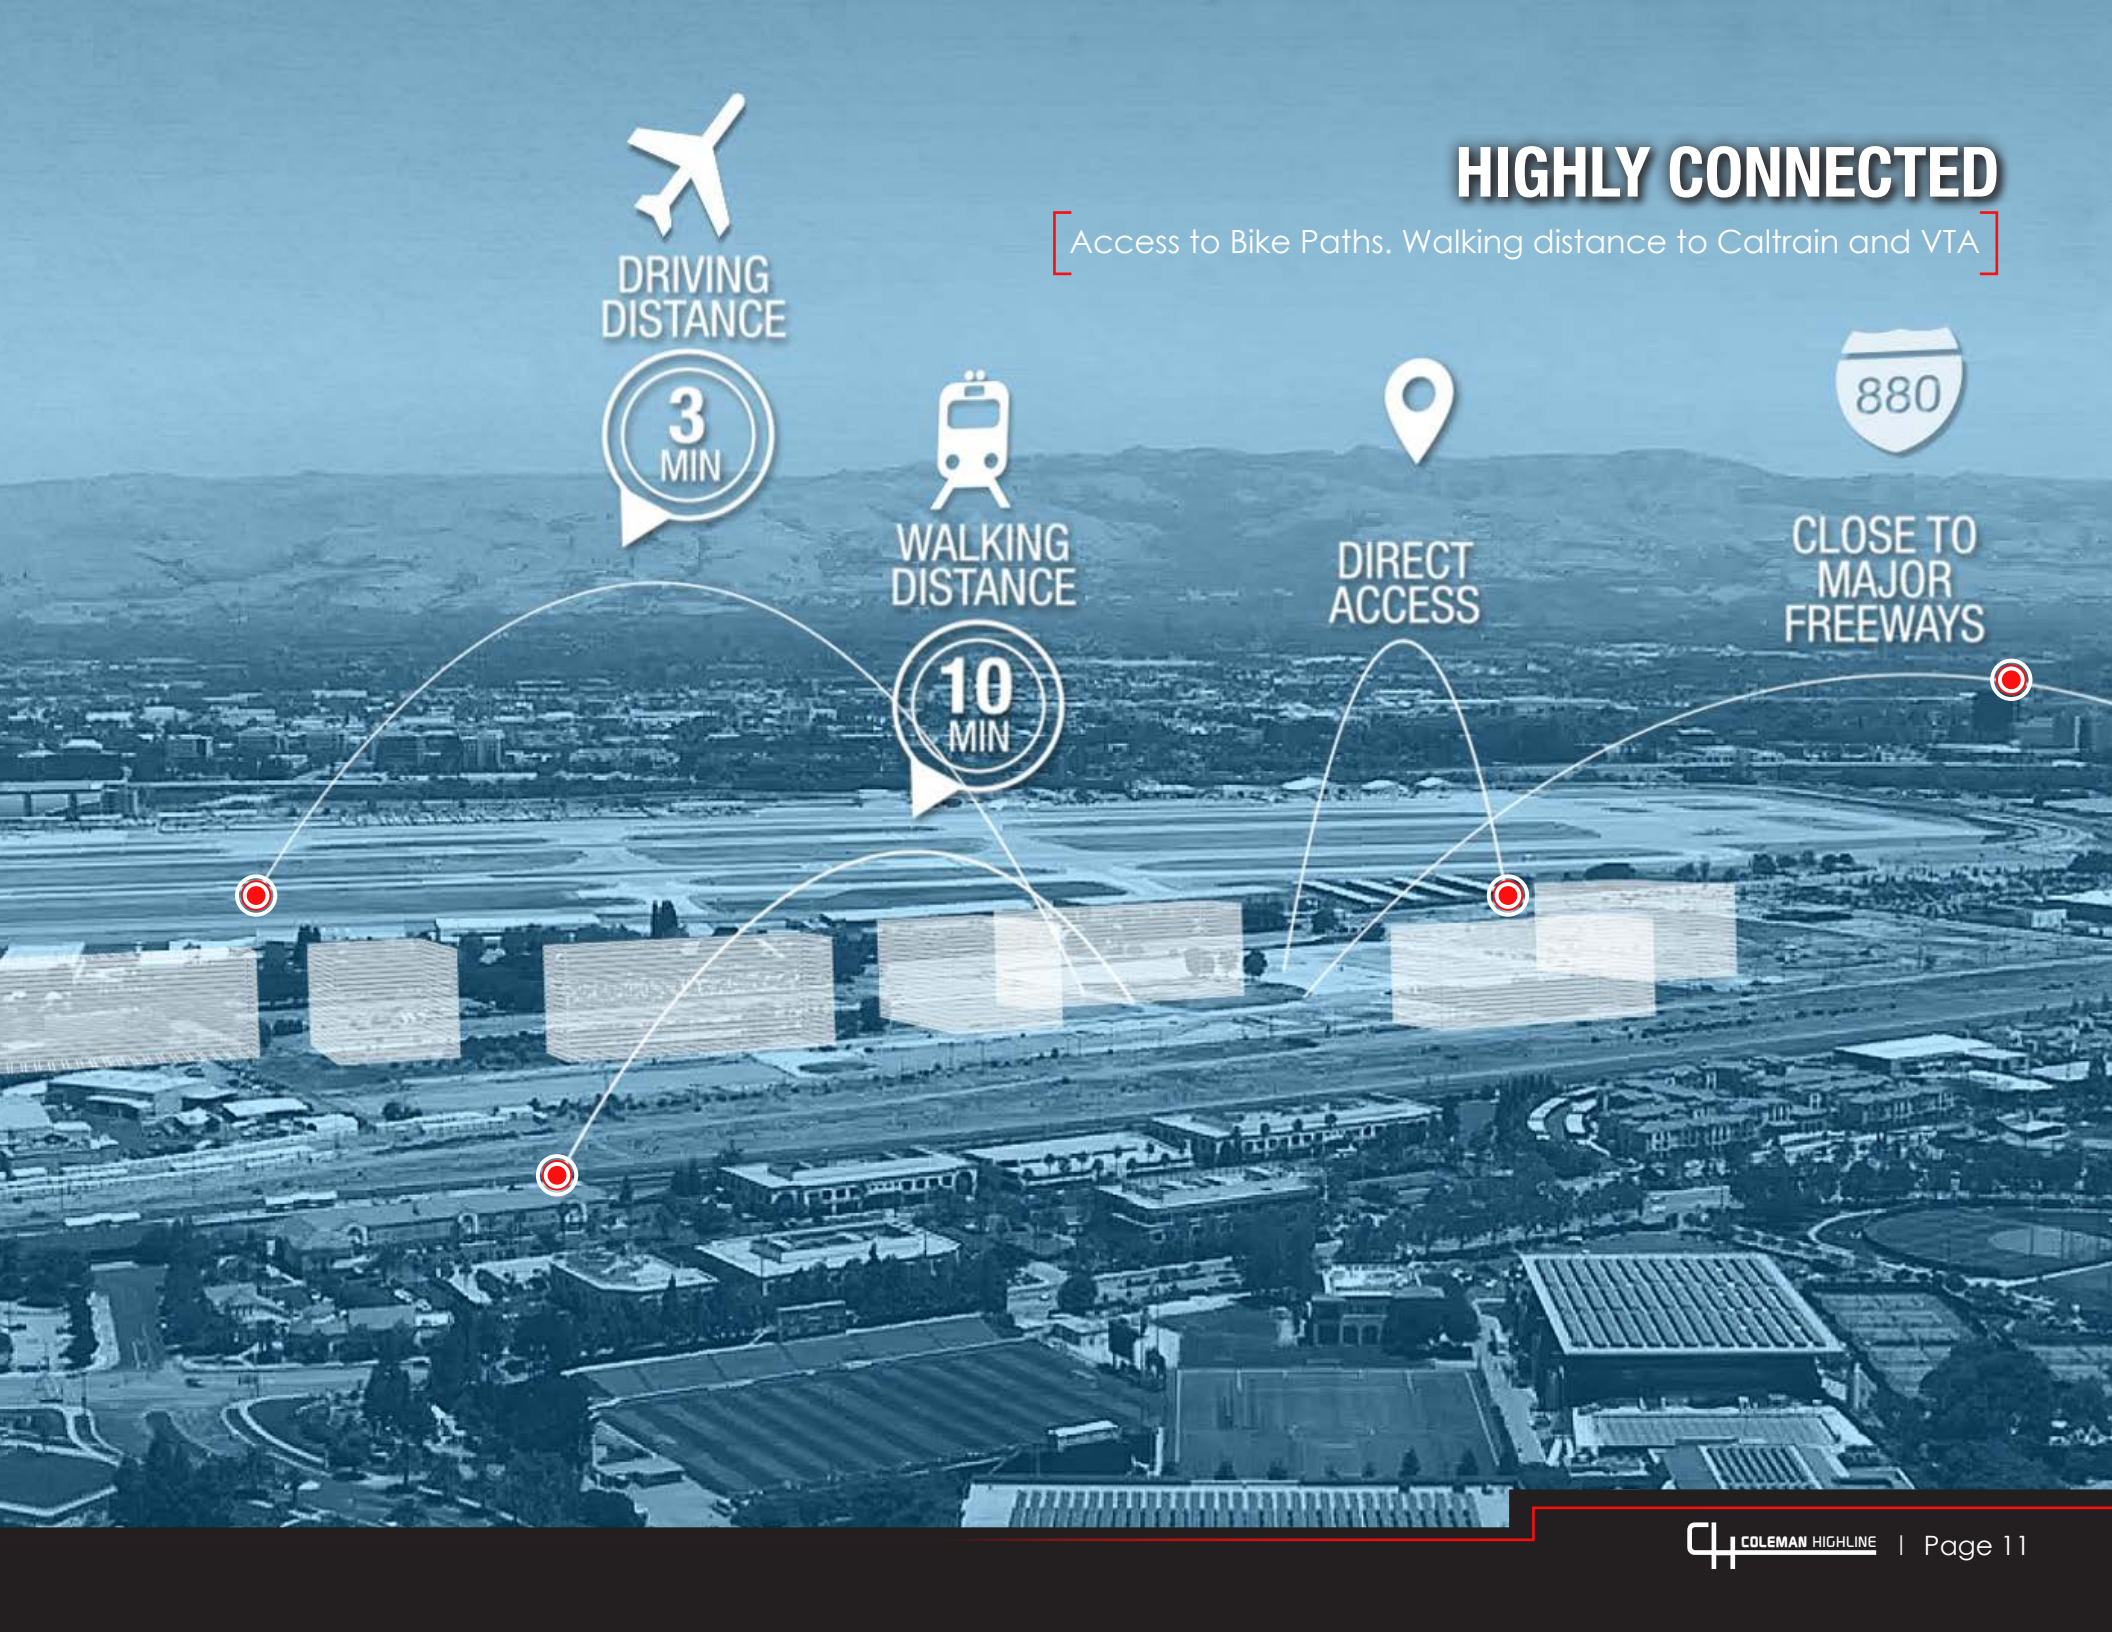 HIGHLY CONNECTED
Access to Bike Paths. Walking distance to Caltrain and VTA
DRIVING
DISTANCE
3
MIN
WALKING
DISTANCE
10
MIN
DIRECT
ACCESS
880
CLOSE TO
MAJOR
FREEWAYS
COLEMAN HIGHLINE | Page 11